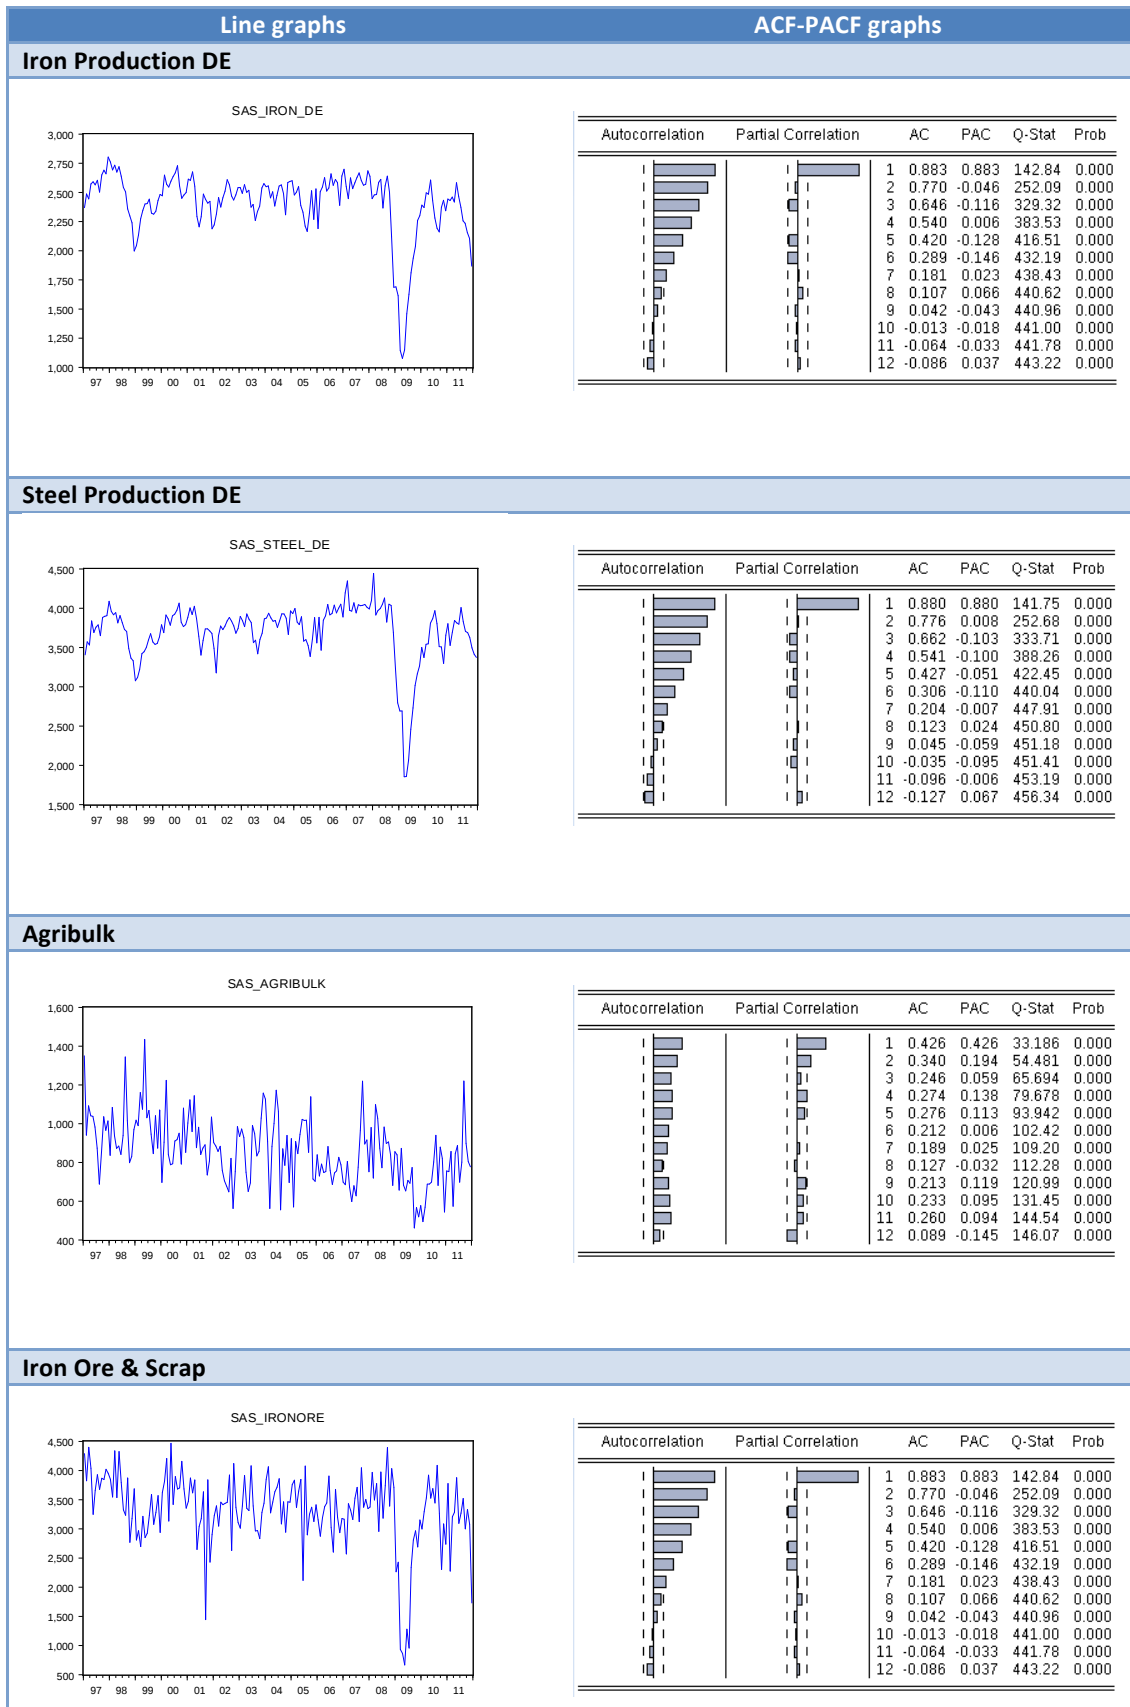 Line graphs ACF-PACF graphs
Iron Production DE
SAS_IRON_DE
3,000
2,750
2,500
2,250
2,000
1,750
1,500
1,250
1,000
97 98 99 00 01 02 03 04 05 06 07 08 09 10 11
Autocorrelation Partial Correlation AC PAC Q-Stat Prob
1 0.883 0.883 142.84 0.000
2 0.770 -0.046 252.09 0.000
3 0.646 -0.116 329.32 0.000
4 0.540 0.006 383.53 0.000
5 0.420 -0.128 416.51 0.000
6 0.289 -0.146 432.19 0.000
7 0.181 0.023 438.43 0.000
8 0.107 0.066 440.62 0.000
9 0.042 -0.043 440.96 0.000
10 -0.013 -0.018 441.00 0.000
11 -0.064 -0.033 441.78 0.000
12 -0.086 0.037 443.22 0.000
Steel Production DE
SAS_STEEL_DE
4,500
4,000
3,500
3,000
2,500
2,000
1,500
97 98 99 00 01 02 03 04 05 06 07 08 09 10 11
Autocorrelation Partial Correlation AC PAC Q-Stat Prob
1 0.880 0.880 141.75 0.000
2 0.776 0.008 252.68 0.000
3 0.662 -0.103 333.71 0.000
4 0.541 -0.100 388.26 0.000
5 0.427 -0.051 422.45 0.000
6 0.306 -0.110 440.04 0.000
7 0.204 -0.007 447.91 0.000
8 0.123 0.024 450.80 0.000
9 0.045 -0.059 451.18 0.000
10 -0.035 -0.095 451.41 0.000
11 -0.096 -0.006 453.19 0.000
12 -0.127 0.067 456.34 0.000
Agribulk
SAS_AGRIBULK
1,600
1,400
1,200
1,000
800
600
400
97 98 99 00 01 02 03 04 05 06 07 08 09 10 11
Autocorrelation Partial Correlation AC PAC Q-Stat Prob
1 0.426 0.426 33.186 0.000
2 0.340 0.194 54.481 0.000
3 0.246 0.059 65.694 0.000
4 0.274 0.138 79.678 0.000
5 0.276 0.113 93.942 0.000
6 0.212 0.006 102.42 0.000
7 0.189 0.025 109.20 0.000
8 0.127 -0.032 112.28 0.000
9 0.213 0.119 120.99 0.000
10 0.233 0.095 131.45 0.000
11 0.260 0.094 144.54 0.000
12 0.089 -0.145 146.07 0.000
Iron Ore & Scrap
SAS_IRONORE
4,500
4,000
3,500
3,000
2,500
2,000
1,500
1,000
500
97 98 99 00 01 02 03 04 05 06 07 08 09 10 11
Autocorrelation Partial Correlation AC PAC Q-Stat Prob
1 0.883 0.883 142.84 0.000
2 0.770 -0.046 252.09 0.000
3 0.646 -0.116 329.32 0.000
4 0.540 0.006 383.53 0.000
5 0.420 -0.128 416.51 0.000
6 0.289 -0.146 432.19 0.000
7 0.181 0.023 438.43 0.000
8 0.107 0.066 440.62 0.000
9 0.042 -0.043 440.96 0.000
10 -0.013 -0.018 441.00 0.000
11 -0.064 -0.033 441.78 0.000
12 -0.086 0.037 443.22 0.000